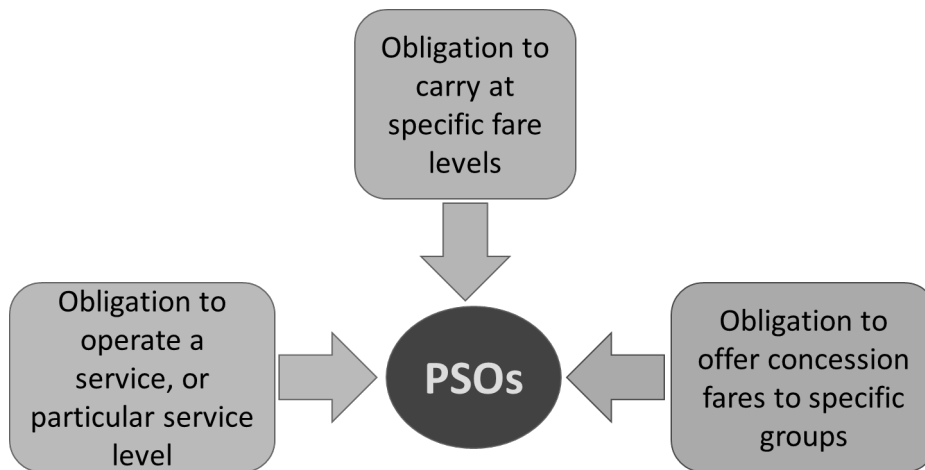 Obligation to
carry at
specific fare
levels
Obligation to
operate a
service, or
particular service
level
PSOs
Obligation to
offer concession
fares to specific
groups